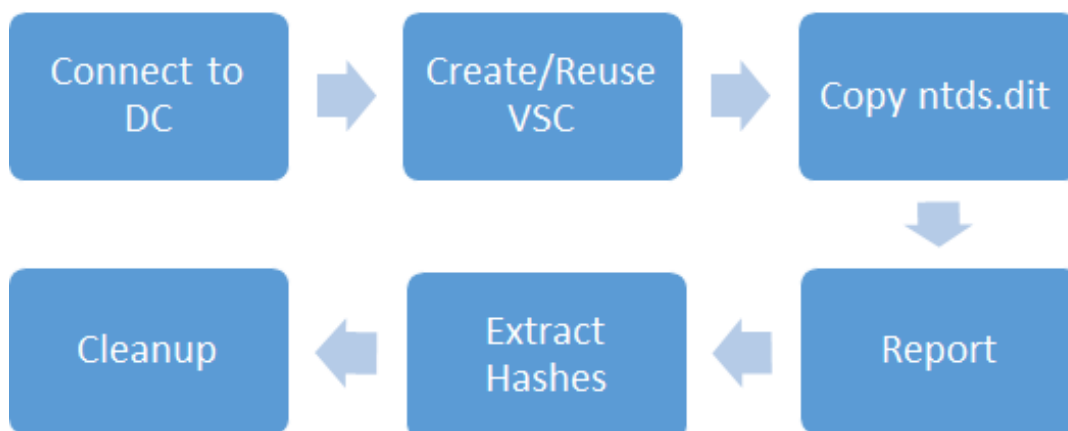 Connect to
DC
Create/Reuse
VSC
Copy ntds.dit
Report
Extract
Hashes
Cleanup